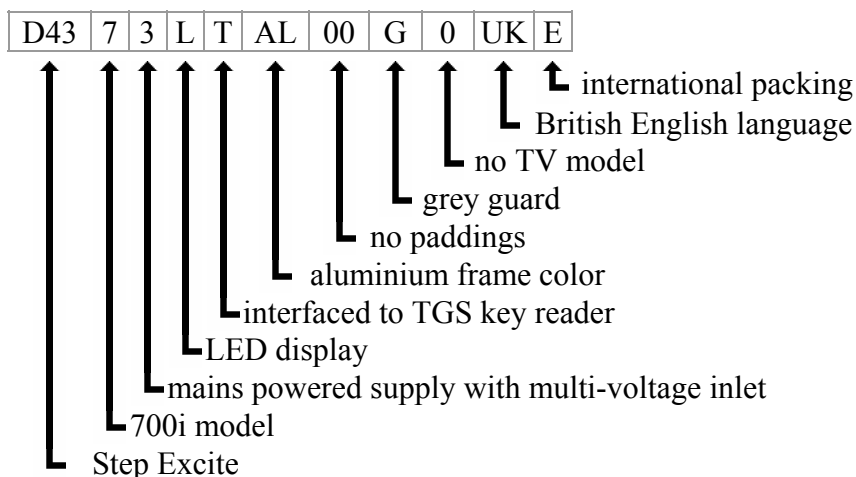 D43 7 3 L T AL 00 G 0 UK E
international packing
British English language
no TV model
grey guard
no paddings
aluminium frame color
interfaced to TGS key reader
LED display
mains powered supply with multi-voltage inlet
700i model
Step Excite